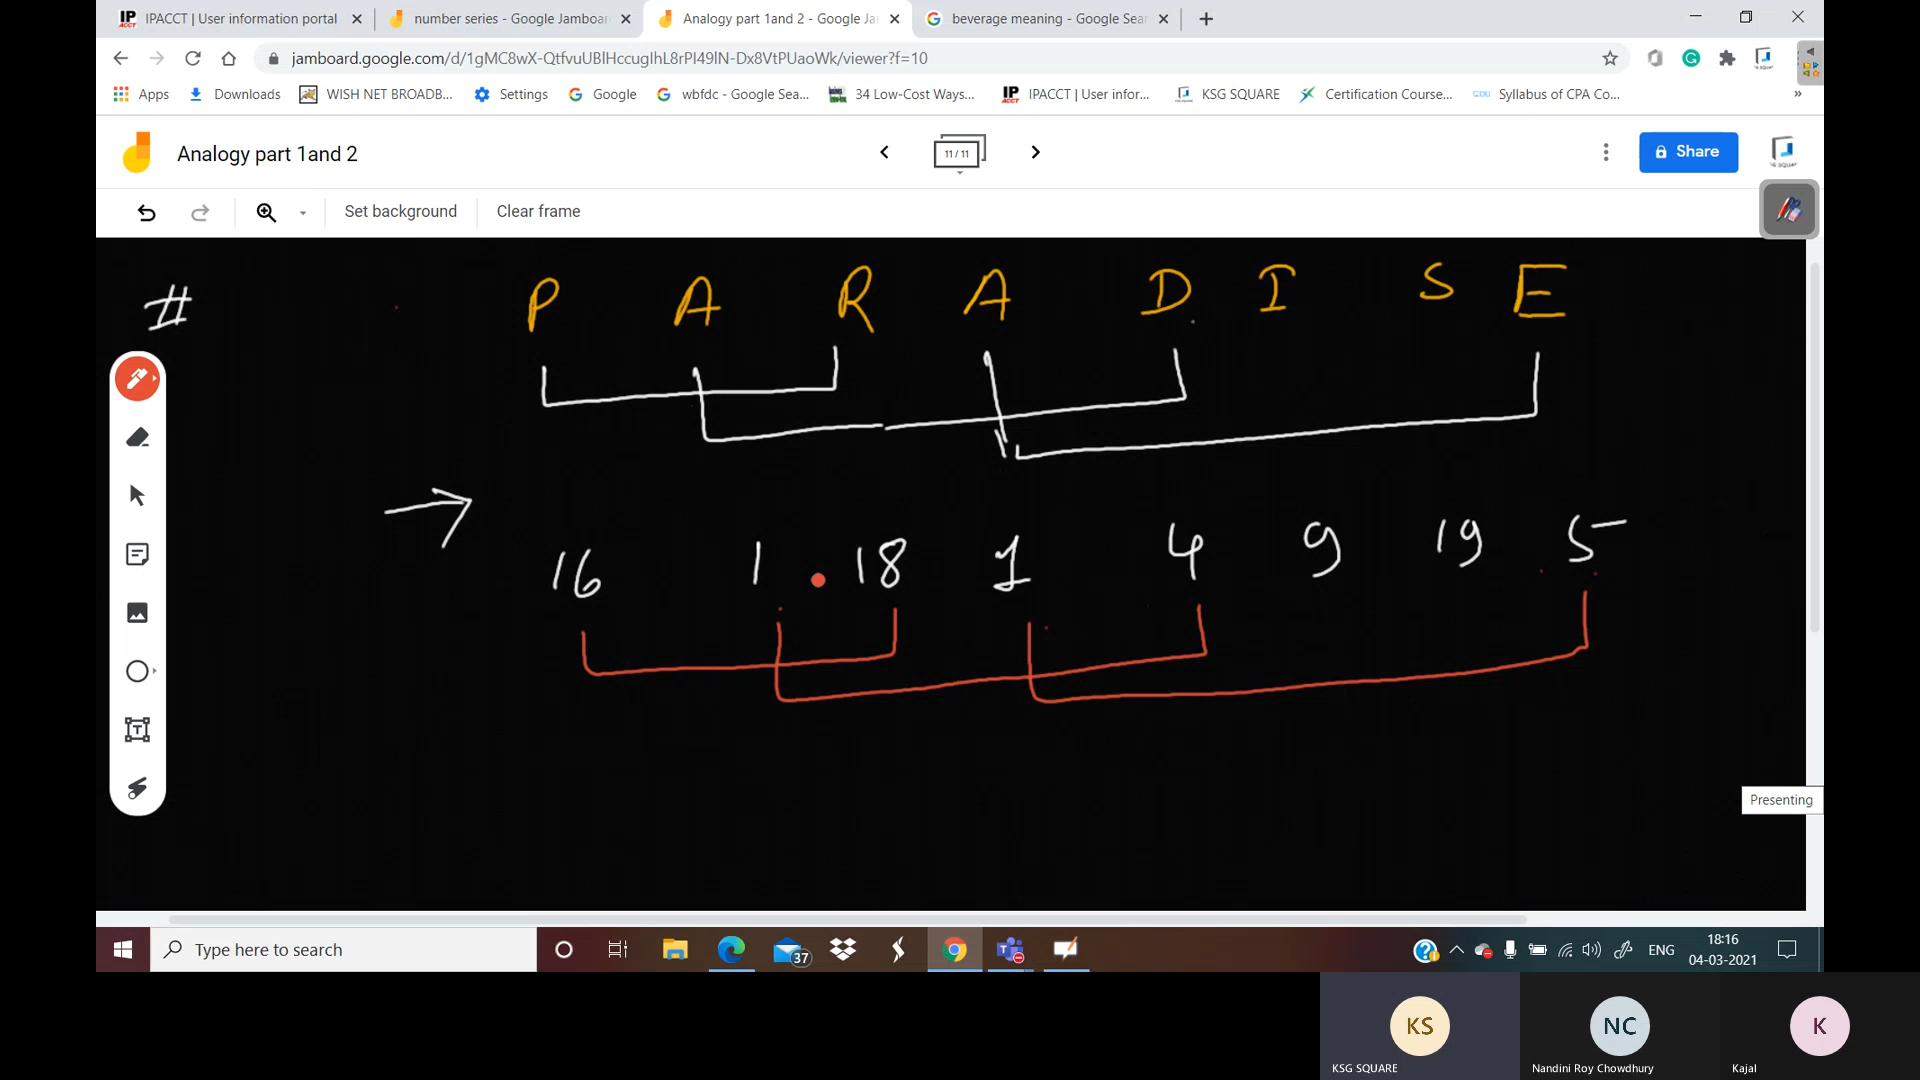 IPACCT | User information portal
number series - Google Jamboar
Analogy part 1and 2 - Google Ja
beverage meaning - Google Sea
jamboard.google.com/d/1gMC8wX-QtfvuUBlHccugIhL8rPI49lN-Dx8VtPUaoWk/viewer?f=10
Apps Downloads WISH NET BROADB... Settings Google wbfdc - Google Sea... 34 Low-Cost Ways... IPACCT | User infor... KSG SQUARE Certification Course... Syllabus of CPA Co... »
Analogy part 1and 2
11 / 11
Share
Set background Clear frame
# P A R A D I S E
16 1 . 18 1 4 9 19 5
Presenting
Type here to search
37
ENG
18:16
04-03-2021
KS NC K
KSG SQUARE Nandini Roy Chowdhury Kajal